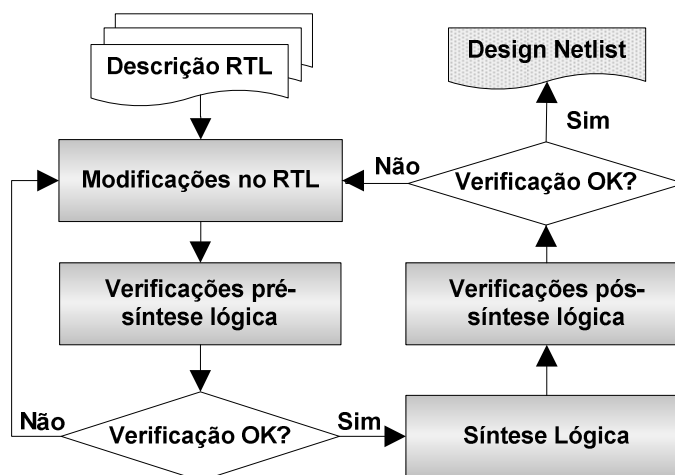 Descrição RTL
Modificações no RTL
Verificações pré-
síntese lógica
Verificação OK?
Não
Sim
Síntese Lógica
Verificações pós-
síntese lógica
Verificação OK?
Não
Sim
Design Netlist